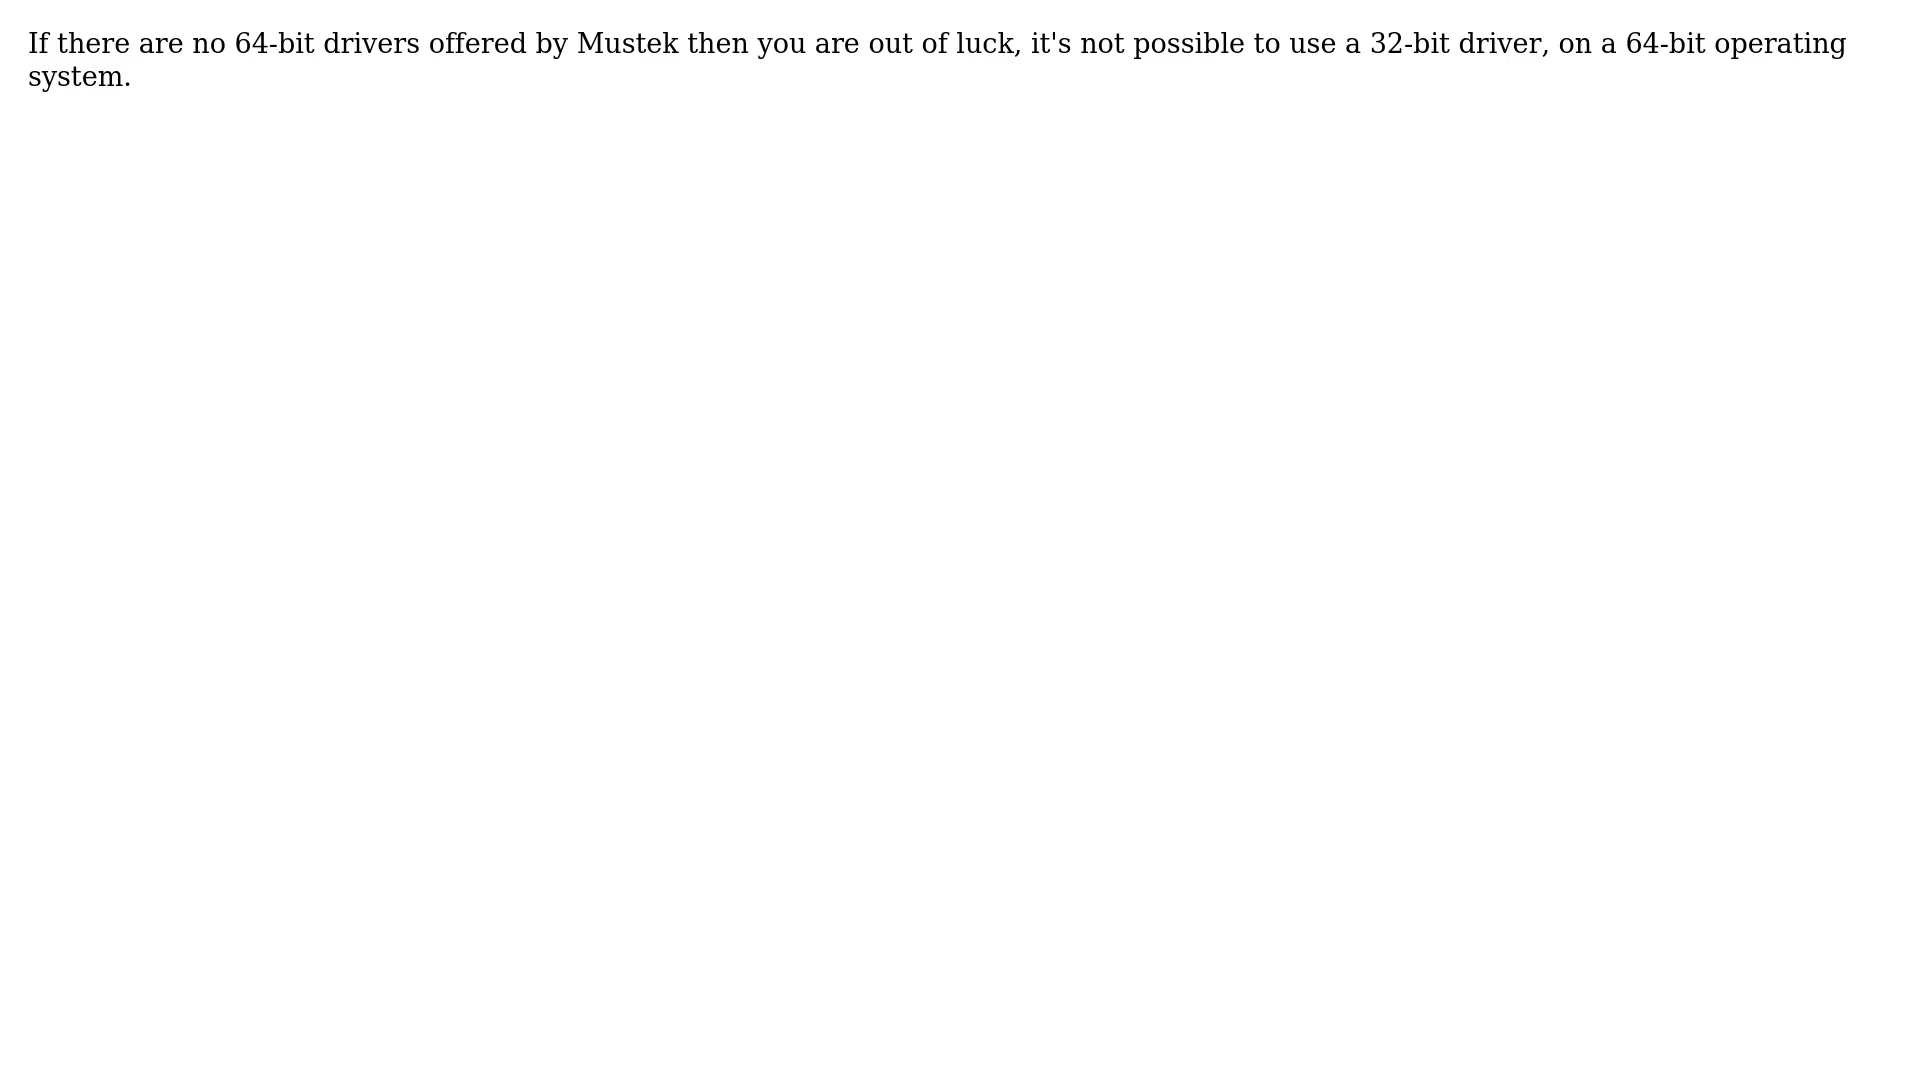 If there are no 64-bit drivers offered by Mustek then you are out of luck, it's not possible to use a 32-bit driver, on a 64-bit operating
system.